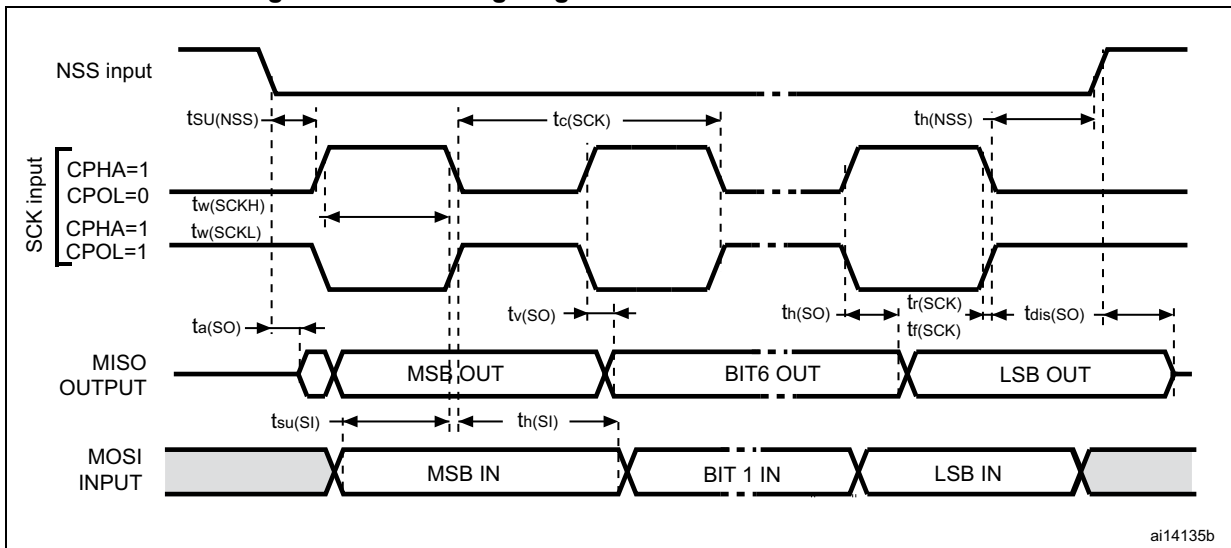 NSS input
tSU(NSS)
tc(SCK)
th(NSS)
SCK input
CPHA=1
CPOL=0
tw(SCKH)
CPHA=1
tw(SCKL)
CPOL=1
ta(SO)
tv(SO)
th(SO)
tr(SCK)
tf(SCK)
tdis(SO)
MISO
OUTPUT
MSB OUT
BIT6 OUT
LSB OUT
tsu(SI)
th(SI)
MOSI
INPUT
MSB IN
BIT 1 IN
LSB IN
ai14135b